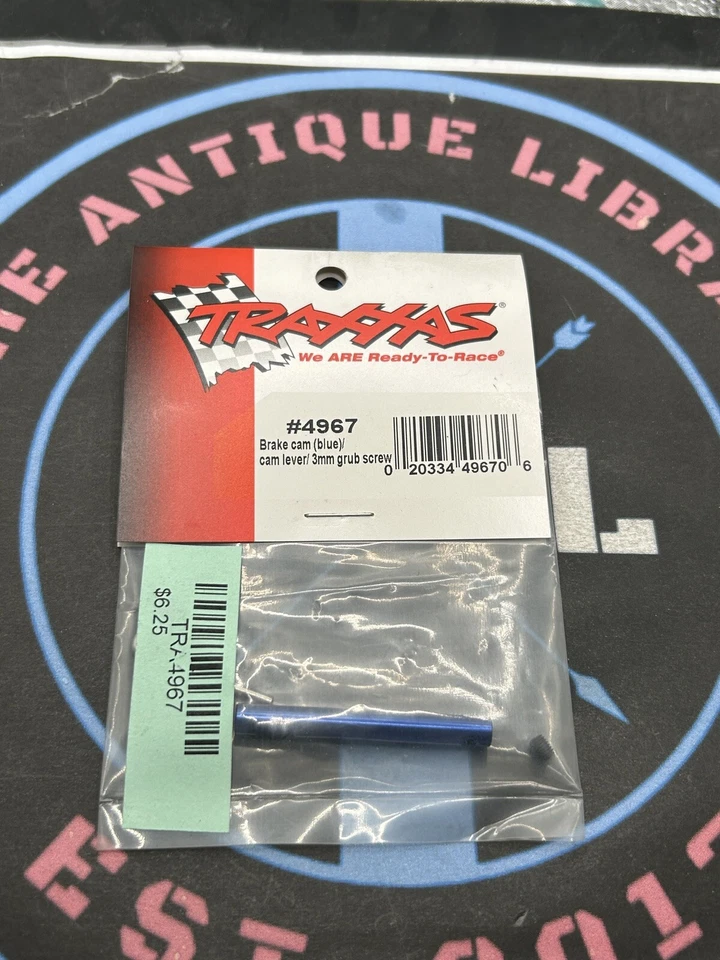 THE ANTIQUE LIBRA
TRAXXAS®
We ARE Ready-To-Race®
#4967
Brake cam (blue)/
cam lever/ 3mm grub screw
0 20334 49670 6
TRA4967
$6.25
L
EST. 2017